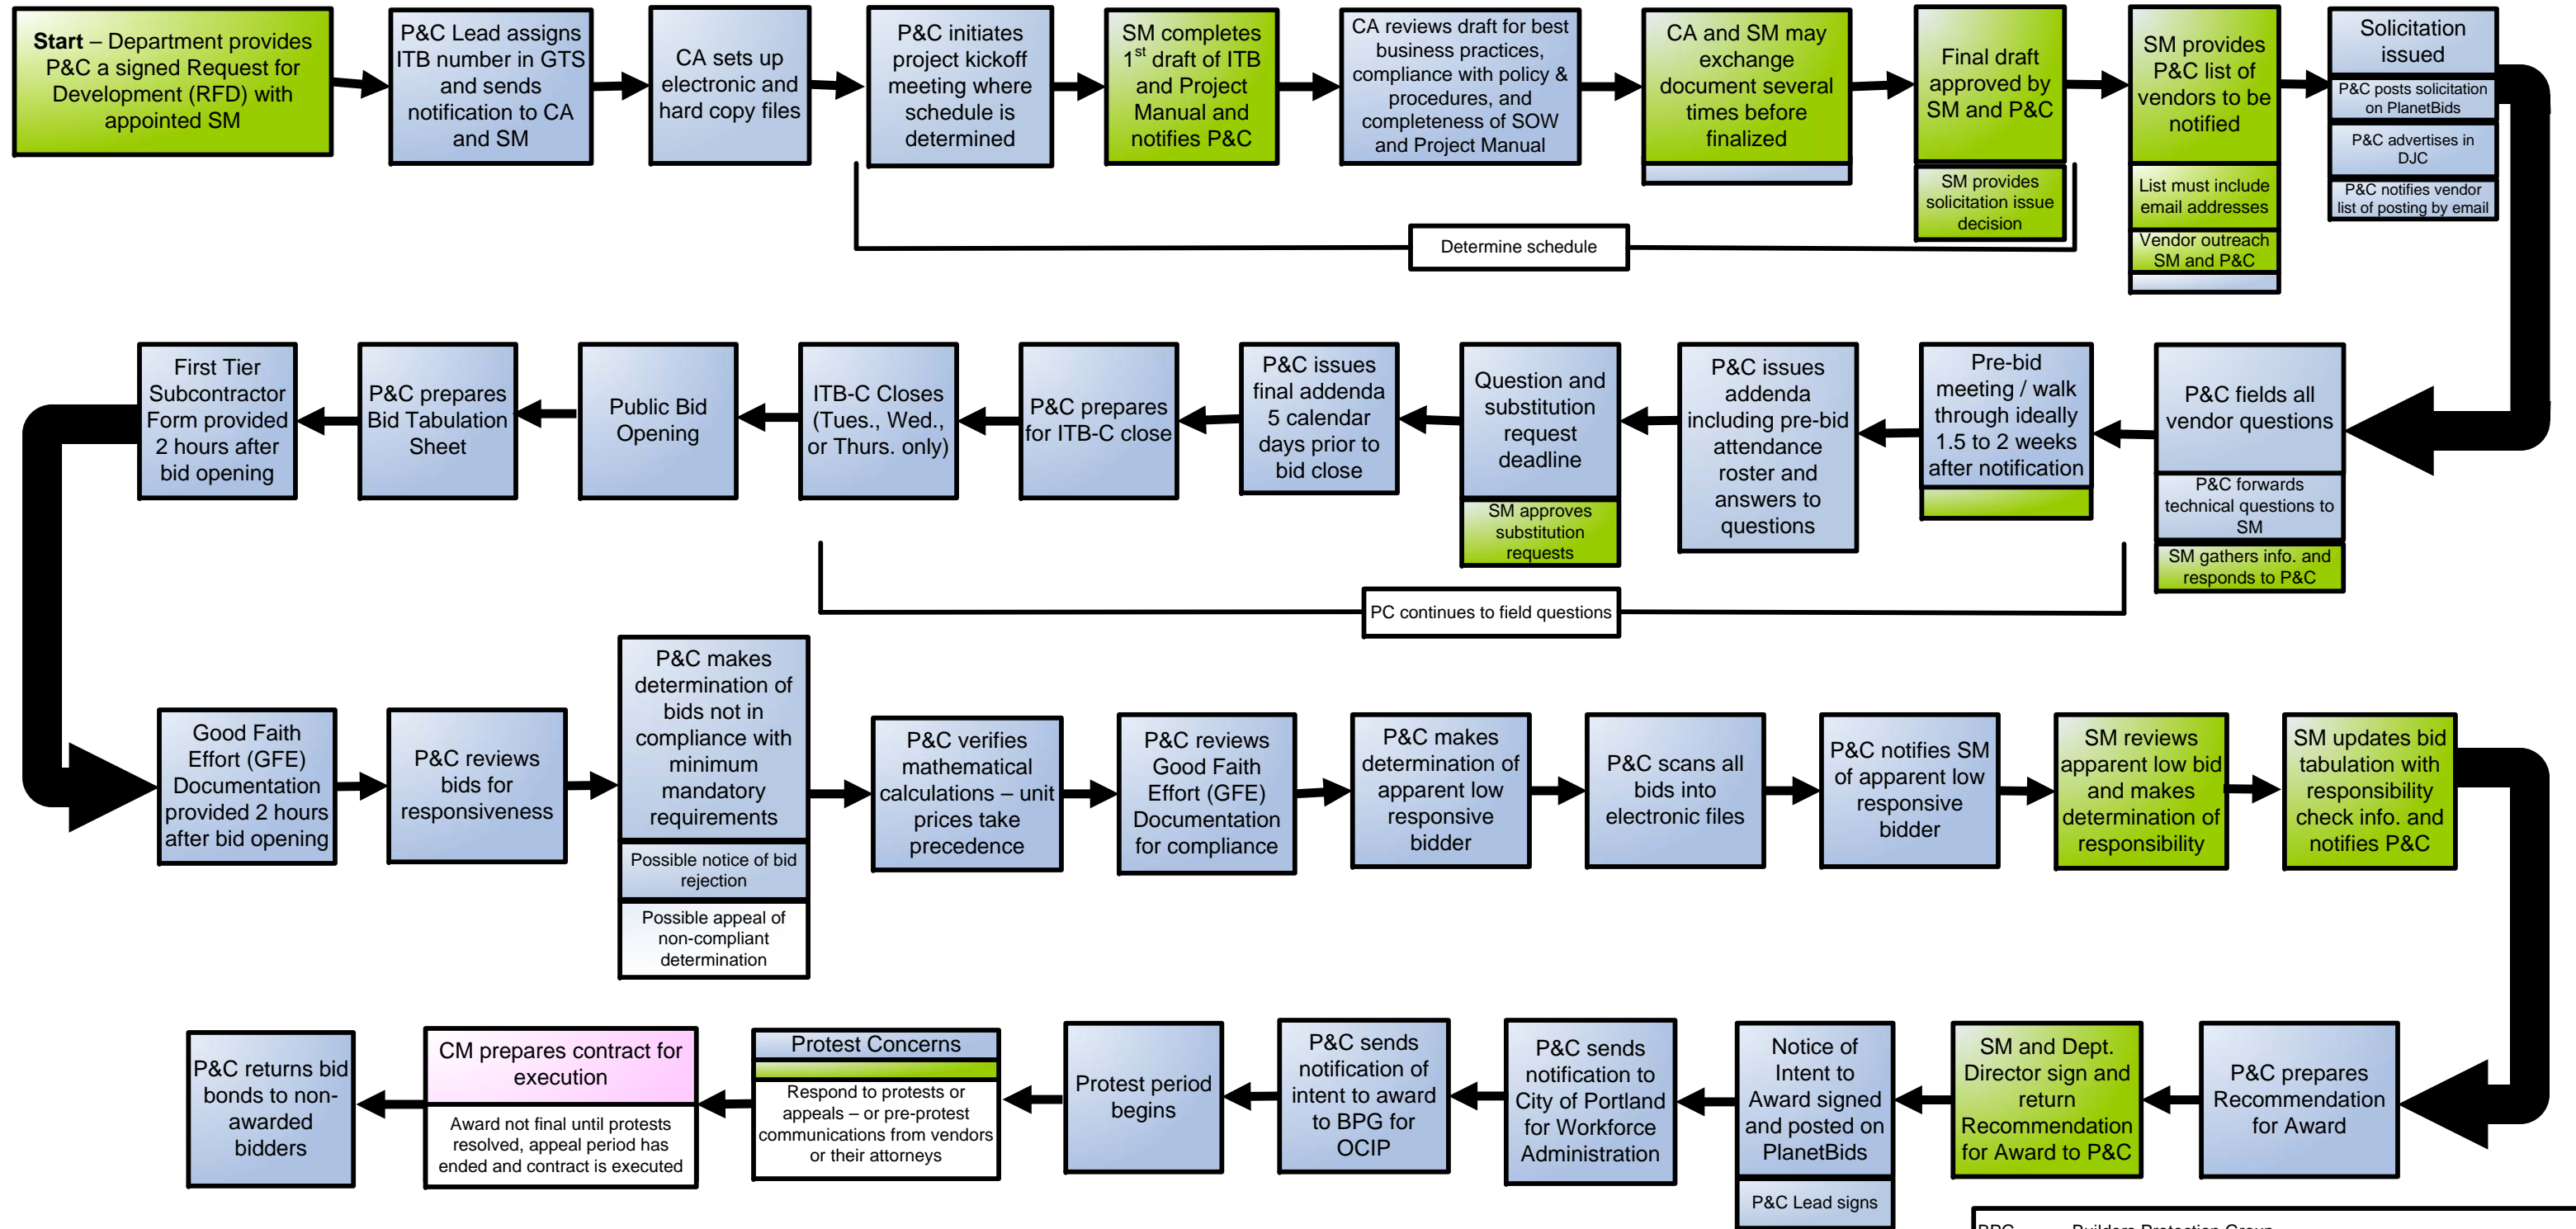 Start – Department provides
P&C a signed Request for
Development (RFD) with
appointed SM
P&C Lead assigns
ITB number in GTS
and sends
notification to CA
and SM
CA sets up
electronic and
hard copy files
P&C initiates
project kickoff
meeting where
schedule is
determined
SM completes
1st draft of ITB
and Project
Manual and
notifies P&C
CA reviews draft for best
business practices,
compliance with policy &
procedures, and
completeness of SOW
and Project Manual
CA and SM may
exchange
document several
times before
finalized
Final draft
approved by
SM and P&C
SM provides
solicitation issue
decision
SM provides
P&C list of
vendors to be
notified
List must include
email addresses
Vendor outreach
SM and P&C
Solicitation
issued
P&C posts solicitation
on PlanetBids
P&C advertises in
DJC
P&C notifies vendor
list of posting by email
Determine schedule
P&C fields all
vendor questions
P&C forwards
technical questions to
SM
SM gathers info. and
responds to P&C
Pre-bid
meeting / walk
through ideally
1.5 to 2 weeks
after notification
P&C issues
addenda
including pre-bid
attendance
roster and
answers to
questions
Question and
substitution
request
deadline
SM approves
substitution
requests
P&C issues
final addenda
5 calendar
days prior to
bid close
P&C prepares
for ITB-C close
ITB-C Closes
(Tues., Wed.,
or Thurs. only)
Public Bid
Opening
P&C prepares
Bid Tabulation
Sheet
First Tier
Subcontractor
Form provided
2 hours after
bid opening
PC continues to field questions
Good Faith
Effort (GFE)
Documentation
provided 2 hours
after bid opening
P&C reviews
bids for
responsiveness
P&C makes
determination of
bids not in
compliance with
minimum
mandatory
requirements
Possible notice of bid
rejection
Possible appeal of
non-compliant
determination
P&C verifies
mathematical
calculations – unit
prices take
precedence
P&C reviews
Good Faith
Effort (GFE)
Documentation
for compliance
P&C makes
determination of
apparent low
responsive
bidder
P&C scans all
bids into
electronic files
P&C notifies SM
of apparent low
responsive
bidder
SM reviews
apparent low bid
and makes
determination of
responsibility
SM updates bid
tabulation with
responsibility
check info. and
notifies P&C
P&C prepares
Recommendation
for Award
SM and Dept.
Director sign and
return
Recommendation
for Award to P&C
Notice of
Intent to
Award signed
and posted on
PlanetBids
P&C Lead signs
P&C sends
notification to
City of Portland
for Workforce
Administration
P&C sends
notification of
intent to award
to BPG for
OCIP
Protest period
begins
Protest Concerns
Respond to protests or
appeals – or pre-protest
communications from vendors
or their attorneys
CM prepares contract for
execution
Award not final until protests
resolved, appeal period has
ended and contract is executed
P&C returns bid
bonds to non-
awarded
bidders
BPG Builders Protection Group